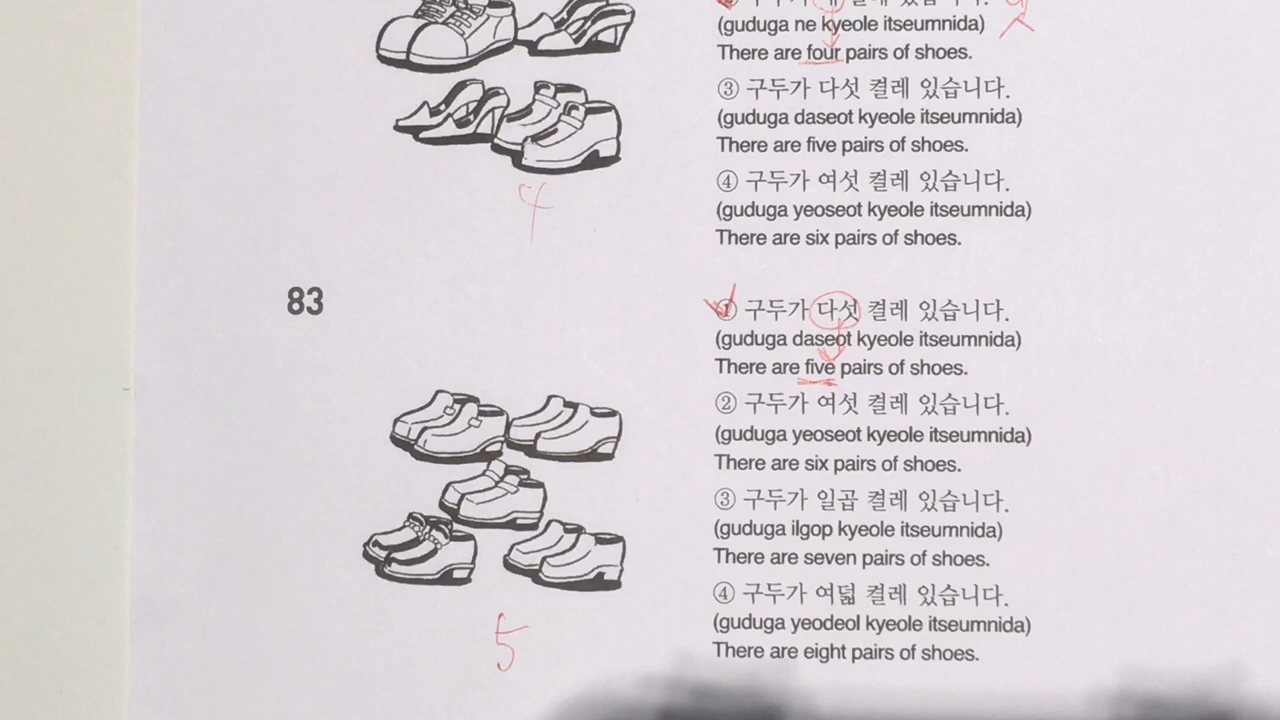 (guduga ne kyeole itseumnida)
There are four pairs of shoes.
③ 구두가 다섯 켤레 있습니다.
(guduga daseot kyeole itseumnida)
There are five pairs of shoes.
④ 구두가 여섯 켤레 있습니다.
(guduga yeoseot kyeole itseumnida)
There are six pairs of shoes.
4
83
① 구두가 다섯 켤레 있습니다.
(guduga daseot kyeole itseumnida)
There are five pairs of shoes.
② 구두가 여섯 켤레 있습니다.
(guduga yeoseot kyeole itseumnida)
There are six pairs of shoes.
③ 구두가 일곱 켤레 있습니다.
(guduga ilgop kyeole itseumnida)
There are seven pairs of shoes.
④ 구두가 여덟 켤레 있습니다.
(guduga yeodeol kyeole itseumnida)
There are eight pairs of shoes.
5